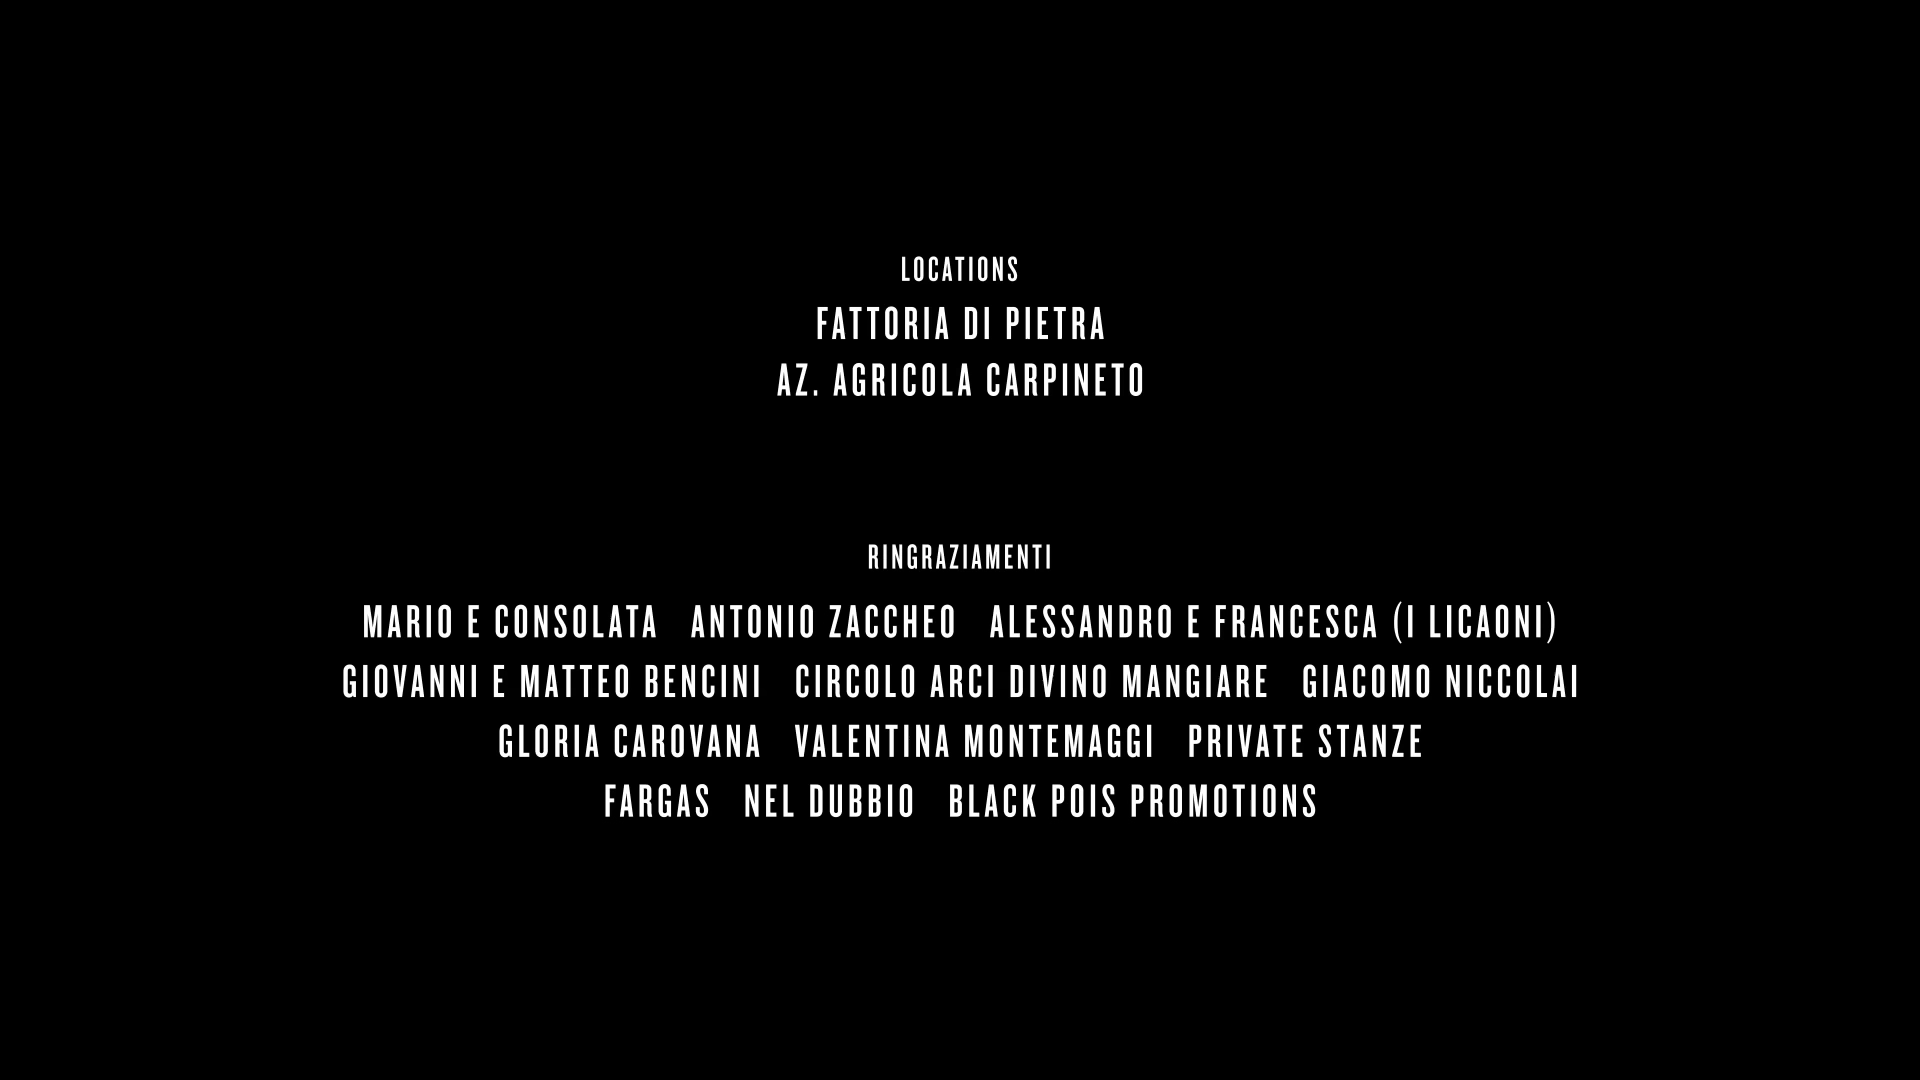 LOCATIONS
FATTORIA DI PIETRA
AZ. AGRICOLA CARPINETO
RINGRAZIAMENTI
MARIO E CONSOLATA ANTONIO ZACCHEO ALESSANDRO E FRANCESCA (I LICAONI)
GIOVANNI E MATTEO BENCINI CIRCOLO ARCI DIVINO MANGIARE GIACOMO NICCOLAI
GLORIA CAROVANA VALENTINA MONTEMAGGI PRIVATE STANZE
FARGAS NEL DUBBIO BLACK POIS PROMOTIONS